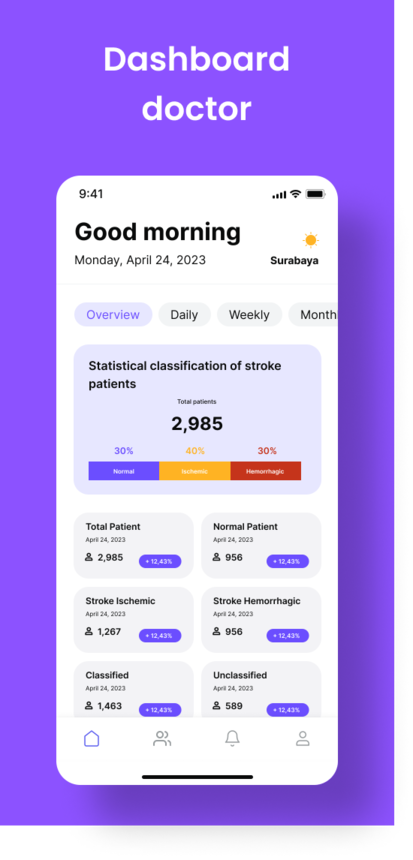 Dashboard
doctor
9:41
Good morning
Monday, April 24, 2023
Surabaya
Overview
Daily
Weekly
Month
Statistical classification of stroke
patients
Total patients
2,985
30%
40%
30%
Normal
Ischemic
Hemorrhagic
Total Patient
April 24, 2023
2,985
+ 12,43%
Normal Patient
April 24, 2023
956
+ 12,43%
Stroke Ischemic
April 24, 2023
1,267
+ 12,43%
Stroke Hemorrhagic
April 24, 2023
956
+ 12,43%
Classified
April 24, 2023
1,463
+ 12,43%
Unclassified
April 24, 2023
589
+ 12,43%